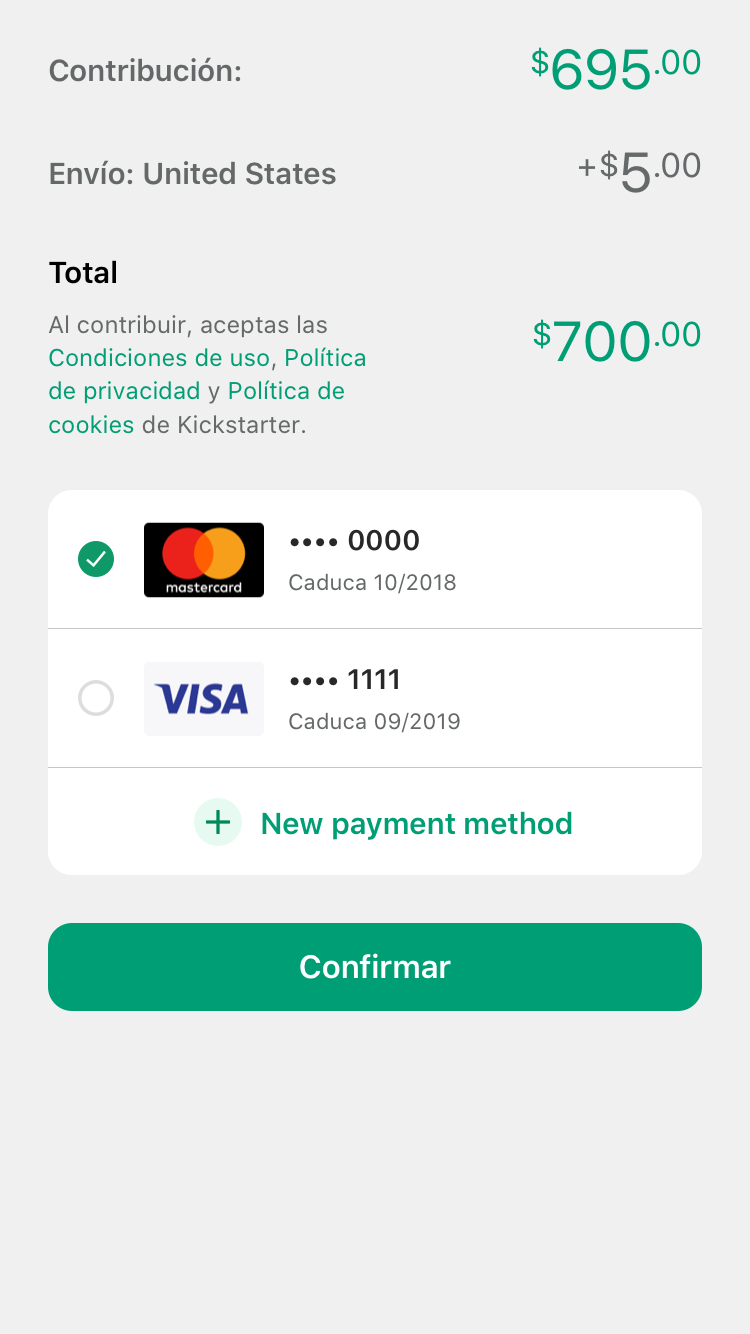 Contribución:
$695.00
Envío: United States
+$5.00
Total
Al contribuir, aceptas las
Condiciones de uso, Política
de privacidad y Política de
cookies de Kickstarter.
$700.00
mastercard
•••• 0000
Caduca 10/2018
VISA
•••• 1111
Caduca 09/2019
+ New payment method
Confirmar